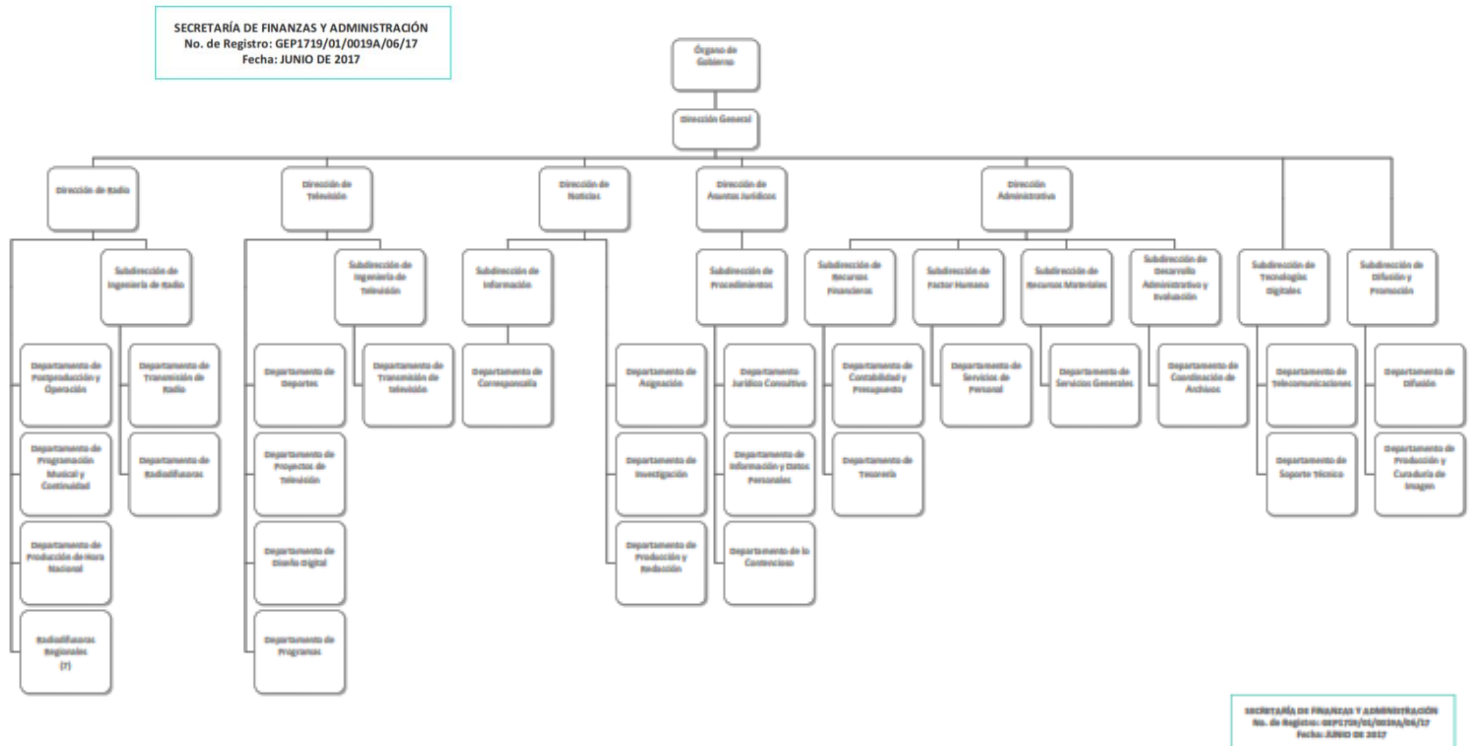 SECRETARÍA DE FINANZAS Y ADMINISTRACIÓN
No. de Registro: GEP1719/01/0019A/06/17
Fecha: JUNIO DE 2017
Órgano de
Gobierno
Dirección General
Dirección de Radio
Dirección de
Televisión
Dirección de
Noticias
Dirección de
Asuntos Jurídicos
Dirección
Administrativa
Subdirección de
Ingeniería de Radio
Subdirección de
Ingeniería de
Televisión
Subdirección de
Información
Subdirección de
Procedimientos
Subdirección de
Recursos
Financieros
Subdirección de
Factor Humano
Subdirección de
Recursos Materiales
Subdirección de
Desarrollo
Administrativo y
Evaluación
Subdirección de
Tecnologías
Digitales
Subdirección de
Difusión y
Promoción
Departamento de
Postproducción y
Operación
Departamento de
Transmisión de
Radio
Departamento de
Deportes
Departamento de
Transmisión de
televisión
Departamento de
Corresponsalía
Departamento de
Asignación
Departamento
Jurídico Consultivo
Departamento de
Contabilidad y
Presupuesto
Departamento de
Servicios de
Personal
Departamento de
Servicios Generales
Departamento de
Coordinación de
Archivos
Departamento de
Telecomunicaciones
Departamento de
Difusión
Departamento de
Programación
Musical y
Continuidad
Departamento de
Radiodifusoras
Departamento de
Proyectos de
Televisión
Departamento de
Investigación
Departamento de
Información y Datos
Personales
Departamento de
Tesorería
Departamento de
Soporte Técnico
Departamento de
Producción y
Curaduría de
Imagen
Departamento de
Producción de Hora
Nacional
Departamento de
Diseño Digital
Departamento de
Producción y
Redacción
Departamento de lo
Contencioso
Radiodifusoras
Regionales
(7)
Departamento de
Programas
SECRETARÍA DE FINANZAS Y ADMINISTRACIÓN
No. de Registro: GEP1719/01/0019A/06/17
Fecha: JUNIO DE 2017